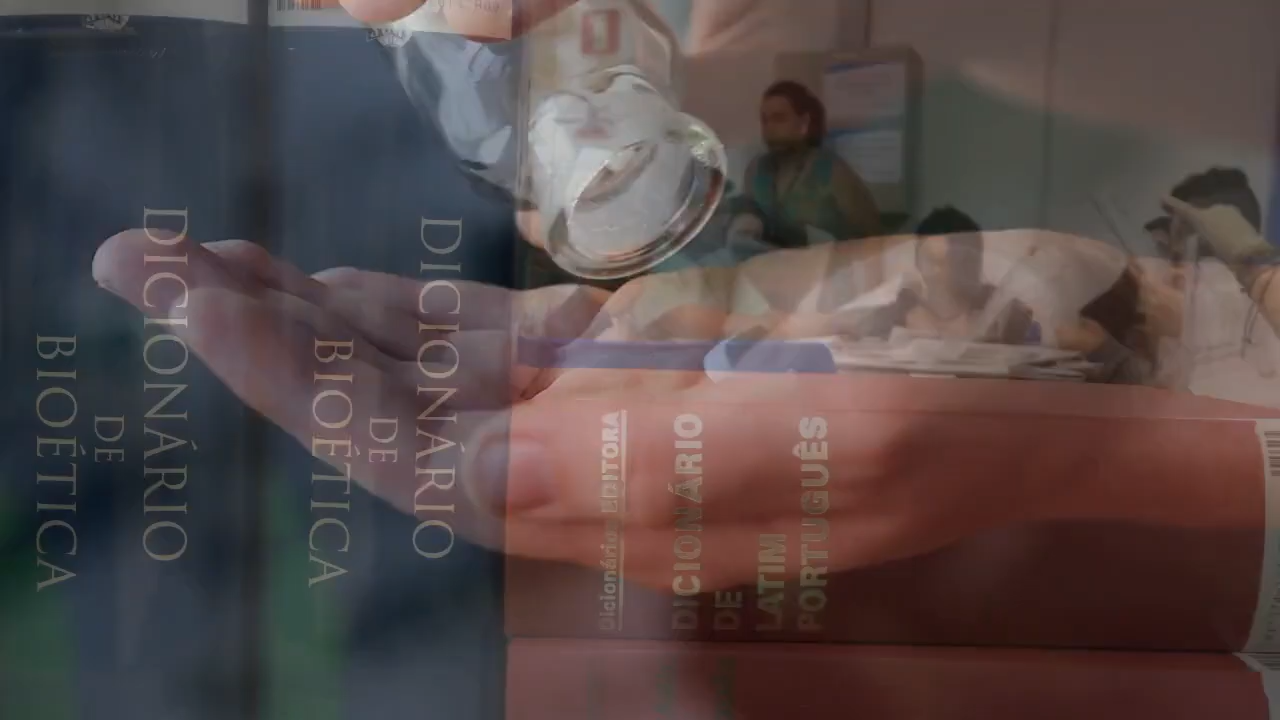 DICIONÁRIO
DE
BIOÉTICA
DICIONÁRIO
DE
BIOÉTICA
Dicionários EDITORA
DICIONÁRIO
DE
LATIM
PORTUGUÊS